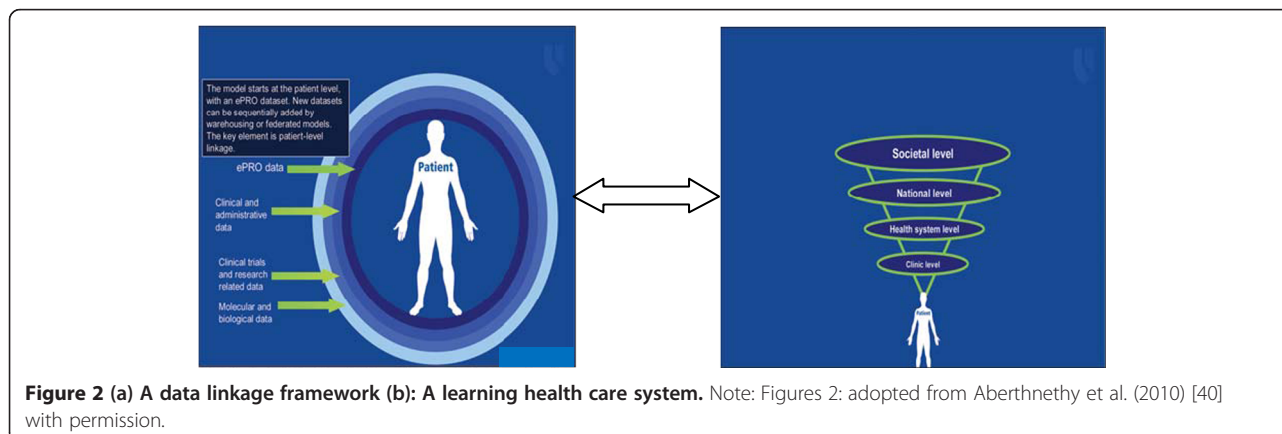 The model starts at the patient level,
with an ePRO dataset. New datasets
can be sequentially added by
warehousing or federated models.
The key element is patiert-level
linkage.
ePRO data
Clinical and
administrative
data
Clinical trials
and research
related data
Molecular and
biological data
Patient
Societal level
National level
Health system level
Clinic level
Patient
Figure 2 (a) A data linkage framework (b): A learning health care system. Note: Figures 2: adopted from Aberthnethy et al. (2010) [40]
with permission.